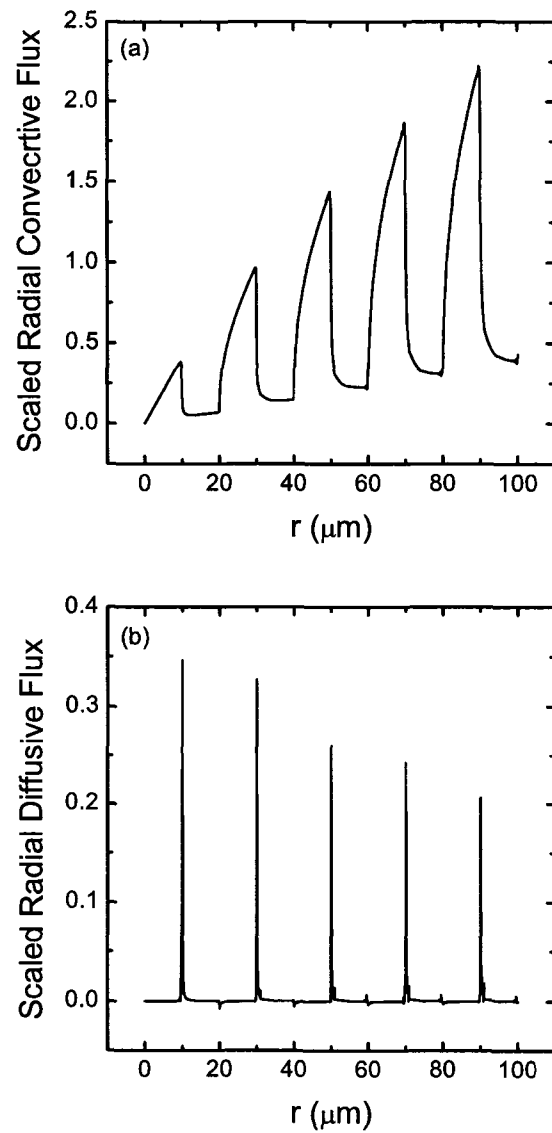 (a)
Scaled Radial Convecrtive Flux
2.5
2.0
1.5
1.0
0.5
0.0
0 20 40 60 80 100
r (μm)
(b)
Scaled Radial Diffusive Flux
0.4
0.3
0.2
0.1
0.0
0 20 40 60 80 100
r (μm)